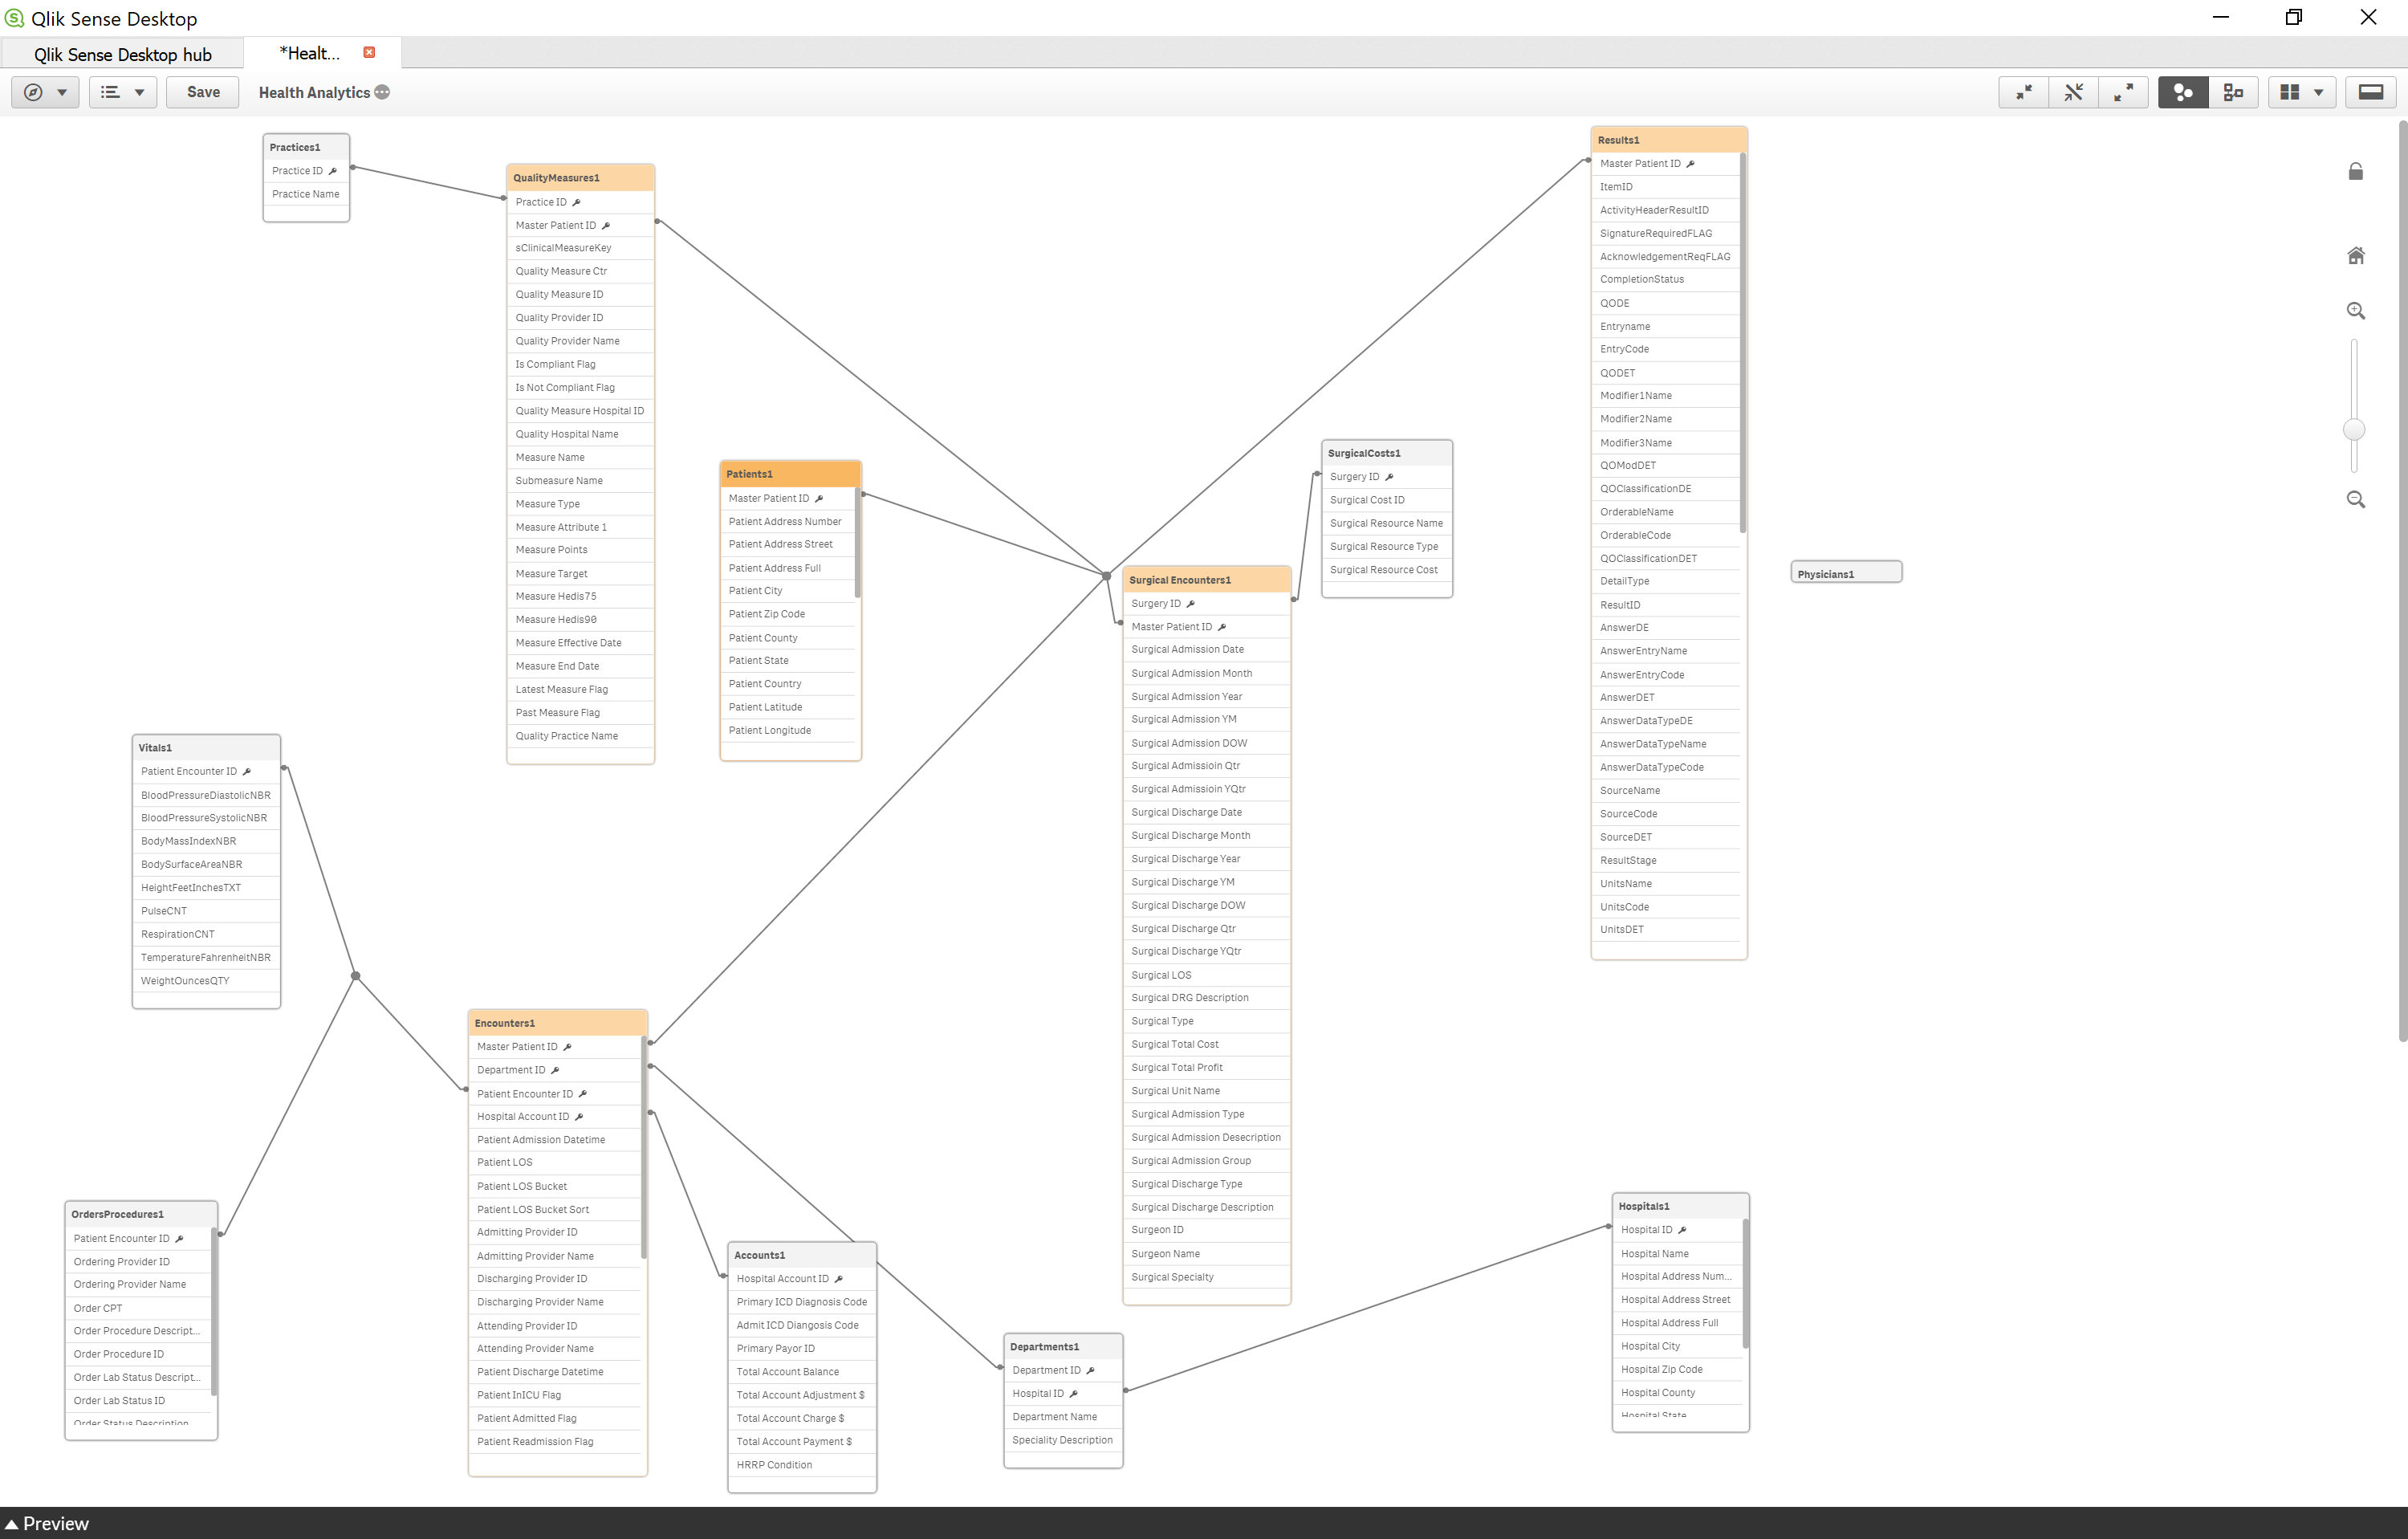 Qlik Sense Desktop
Qlik Sense Desktop hub
*Healt...
Save
Health Analytics
Practices1
Practice ID
Practice Name
QualityMeasures1
Practice ID
Master Patient ID
sClinicalMeasureKey
Quality Measure Ctr
Quality Measure ID
Quality Provider ID
Quality Provider Name
Is Compliant Flag
Is Not Compliant Flag
Quality Measure Hospital ID
Quality Hospital Name
Measure Name
Submeasure Name
Measure Type
Measure Attribute 1
Measure Points
Measure Target
Measure Hedis75
Measure Hedis90
Measure Effective Date
Measure End Date
Latest Measure Flag
Past Measure Flag
Quality Practice Name
Patients1
Master Patient ID
Patient Address Number
Patient Address Street
Patient Address Full
Patient City
Patient Zip Code
Patient County
Patient State
Patient Country
Patient Latitude
Patient Longitude
Results1
Master Patient ID
ItemID
ActivityHeaderResultID
SignatureRequiredFLAG
AcknowledgementReqFLAG
CompletionStatus
QODE
Entryname
EntryCode
QODET
Modifier1Name
Modifier2Name
Modifier3Name
QOModDET
QOClassificationDE
OrderableName
OrderableCode
QOClassificationDET
DetailType
ResultID
AnswerDE
AnswerEntryName
AnswerEntryCode
AnswerDET
AnswerDataTypeDE
AnswerDataTypeName
AnswerDataTypeCode
SourceName
SourceCode
SourceDET
ResultStage
UnitsName
UnitsCode
UnitsDET
SurgicalCosts1
Surgery ID
Surgical Cost ID
Surgical Resource Name
Surgical Resource Type
Surgical Resource Cost
Physicians1
Surgical Encounters1
Surgery ID
Master Patient ID
Surgical Admission Date
Surgical Admission Month
Surgical Admission Year
Surgical Admission YM
Surgical Admission DOW
Surgical Admissioin Qtr
Surgical Admissioin YQtr
Surgical Discharge Date
Surgical Discharge Month
Surgical Discharge Year
Surgical Discharge YM
Surgical Discharge DOW
Surgical Discharge Qtr
Surgical Discharge YQtr
Surgical LOS
Surgical DRG Description
Surgical Type
Surgical Total Cost
Surgical Total Profit
Surgical Unit Name
Surgical Admission Type
Surgical Admission Desecription
Surgical Admission Group
Surgical Discharge Type
Surgical Discharge Description
Surgeon ID
Surgeon Name
Surgical Specialty
Vitals1
Patient Encounter ID
BloodPressureDiastolicNBR
BloodPressureSystolicNBR
BodyMassIndexNBR
BodySurfaceAreaNBR
HeightFeetInchesTXT
PulseCNT
RespirationCNT
TemperatureFahrenheitNBR
WeightOuncesQTY
Encounters1
Master Patient ID
Department ID
Patient Encounter ID
Hospital Account ID
Patient Admission Datetime
Patient LOS
Patient LOS Bucket
Patient LOS Bucket Sort
Admitting Provider ID
Admitting Provider Name
Discharging Provider ID
Discharging Provider Name
Attending Provider ID
Attending Provider Name
Patient Discharge Datetime
Patient InICU Flag
Patient Admitted Flag
Patient Readmission Flag
OrdersProcedures1
Patient Encounter ID
Ordering Provider ID
Ordering Provider Name
Order CPT
Order Procedure Descript...
Order Procedure ID
Order Lab Status Descript...
Order Lab Status ID
Order Status Description
Accounts1
Hospital Account ID
Primary ICD Diagnosis Code
Admit ICD Diangosis Code
Primary Payor ID
Total Account Balance
Total Account Adjustment $
Total Account Charge $
Total Account Payment $
HRRP Condition
Departments1
Department ID
Hospital ID
Department Name
Speciality Description
Hospitals1
Hospital ID
Hospital Name
Hospital Address Num...
Hospital Address Street
Hospital Address Full
Hospital City
Hospital Zip Code
Hospital County
Hospital State
Preview